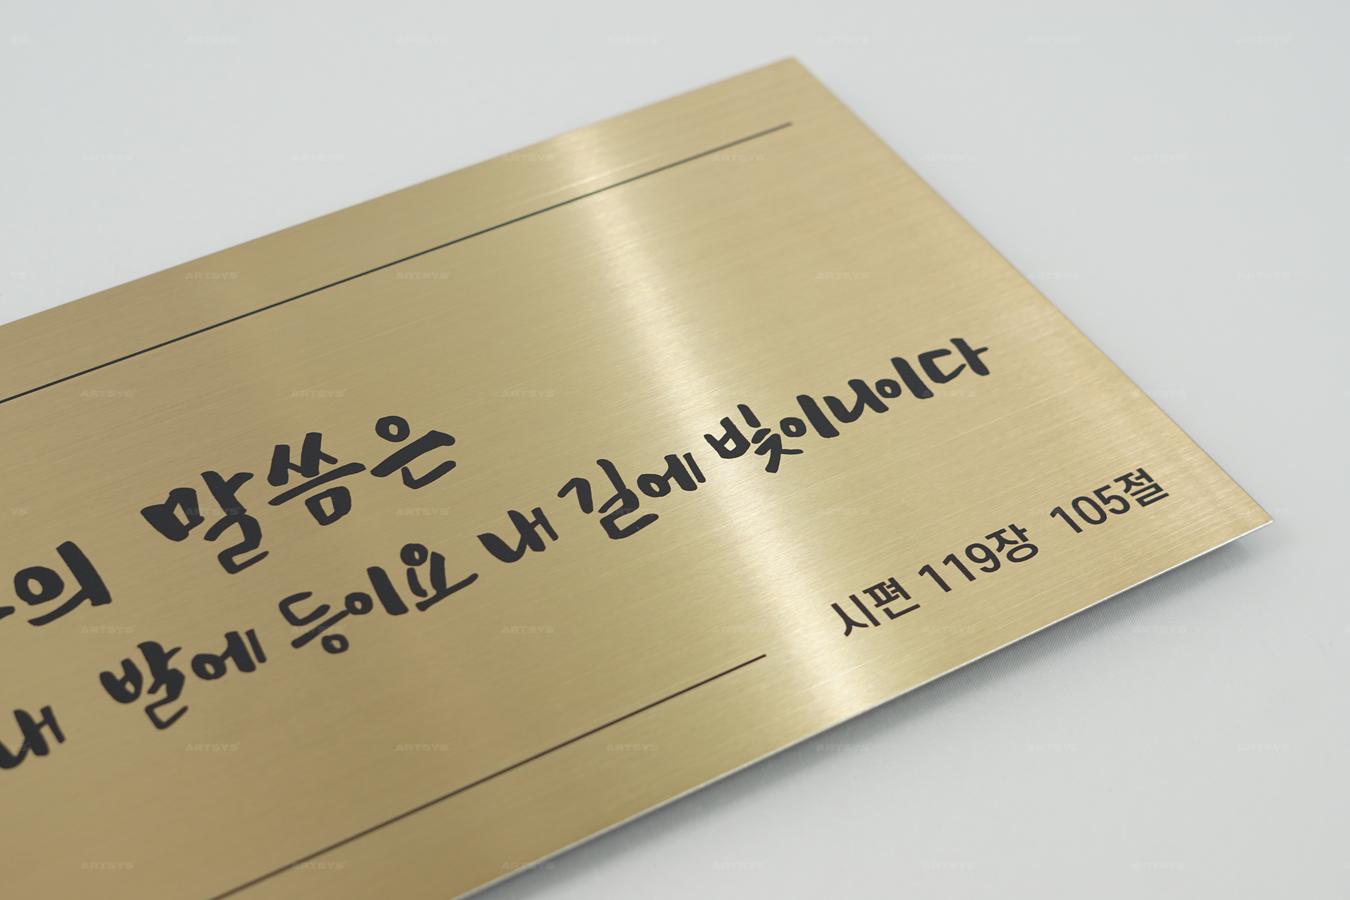 의 말씀은
내 발에 등이요 내 길에 빛이니이다
시편 119장 105절
ARTSYS